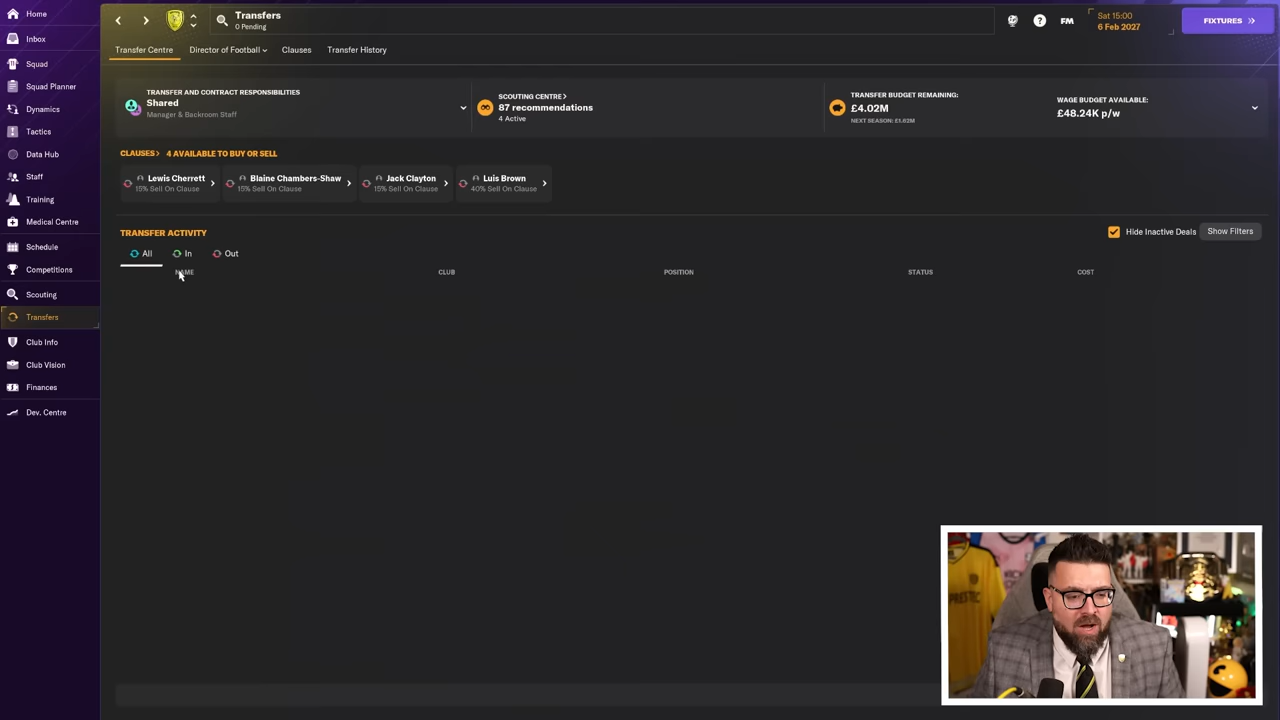 Home
Inbox
Squad
Squad Planner
Dynamics
Tactics
Data Hub
Staff
Training
Medical Centre
Schedule
Competitions
Scouting
Transfers
Club Info
Club Vision
Finances
Dev. Centre
Transfers
0 Pending
FM
Sat 15:00
6 Feb 2027
FIXTURES
Transfer Centre
Director of Football
Clauses
Transfer History
TRANSFER AND CONTRACT RESPONSIBILITIES
Shared
Manager & Backroom Staff
SCOUTING CENTRE
87 recommendations
4 Active
TRANSFER BUDGET REMAINING:
£4.02M
NEXT SEASON: £1.62M
WAGE BUDGET AVAILABLE:
£48.24K p/w
CLAUSES 4 AVAILABLE TO BUY OR SELL
Lewis Cherrett
15% Sell On Clause
Blaine Chambers-Shaw
15% Sell On Clause
Jack Clayton
15% Sell On Clause
Luis Brown
40% Sell On Clause
TRANSFER ACTIVITY
Hide Inactive Deals
Show Filters
All
In
Out
NAME CLUB POSITION STATUS COST